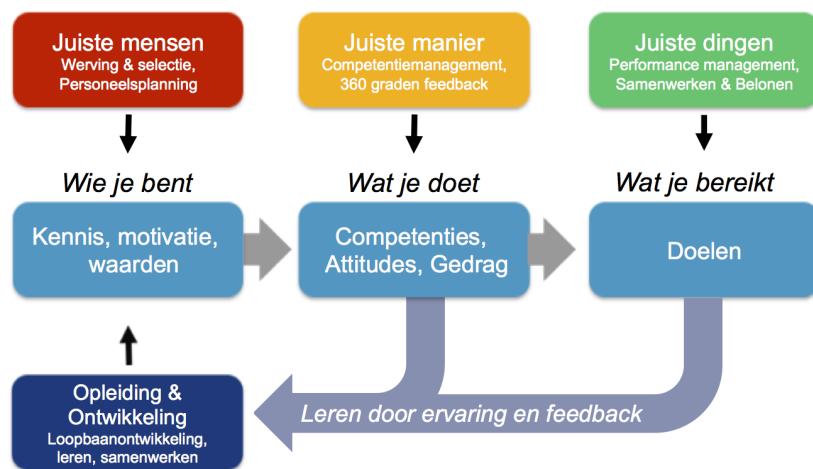 Juiste mensen
Werving & selectie,
Personeelsplanning
Juiste manier
Competentiemanagement,
360 graden feedback
Juiste dingen
Performance management,
Samenwerken & Belonen
Wie je bent
Wat je doet
Wat je bereikt
Kennis, motivatie,
waarden
Competenties,
Attitudes, Gedrag
Doelen
Opleiding &
Ontwikkeling
Loopbaanontwikkeling,
leren, samenwerken
Leren door ervaring en feedback